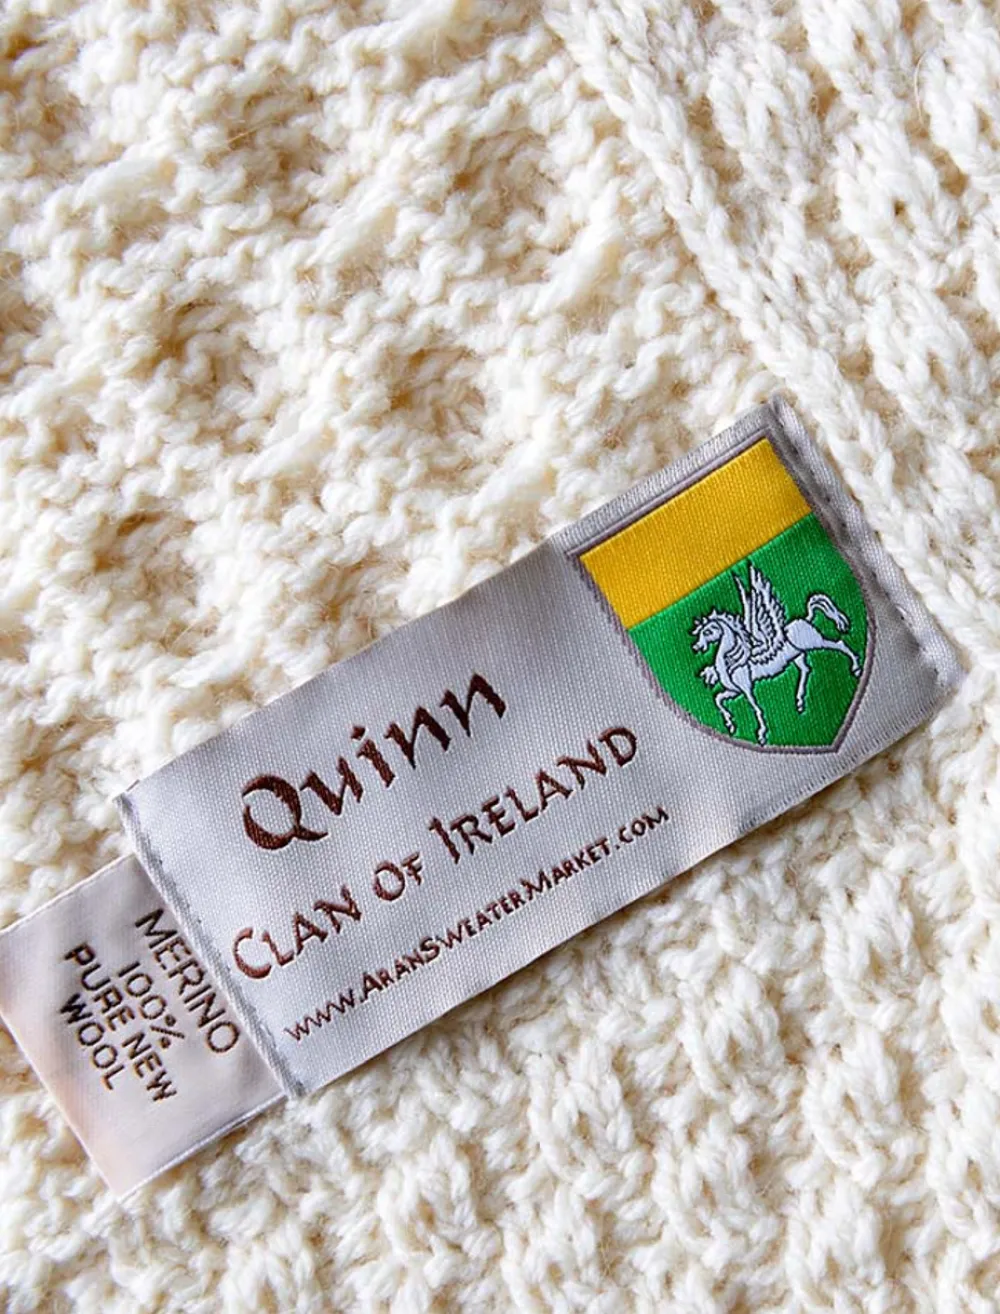 Quinn
CLAN OF IRELAND
WWW.ARANSWEATERMARKET.COM
MERINO
100%
PURE NEW
WOOL